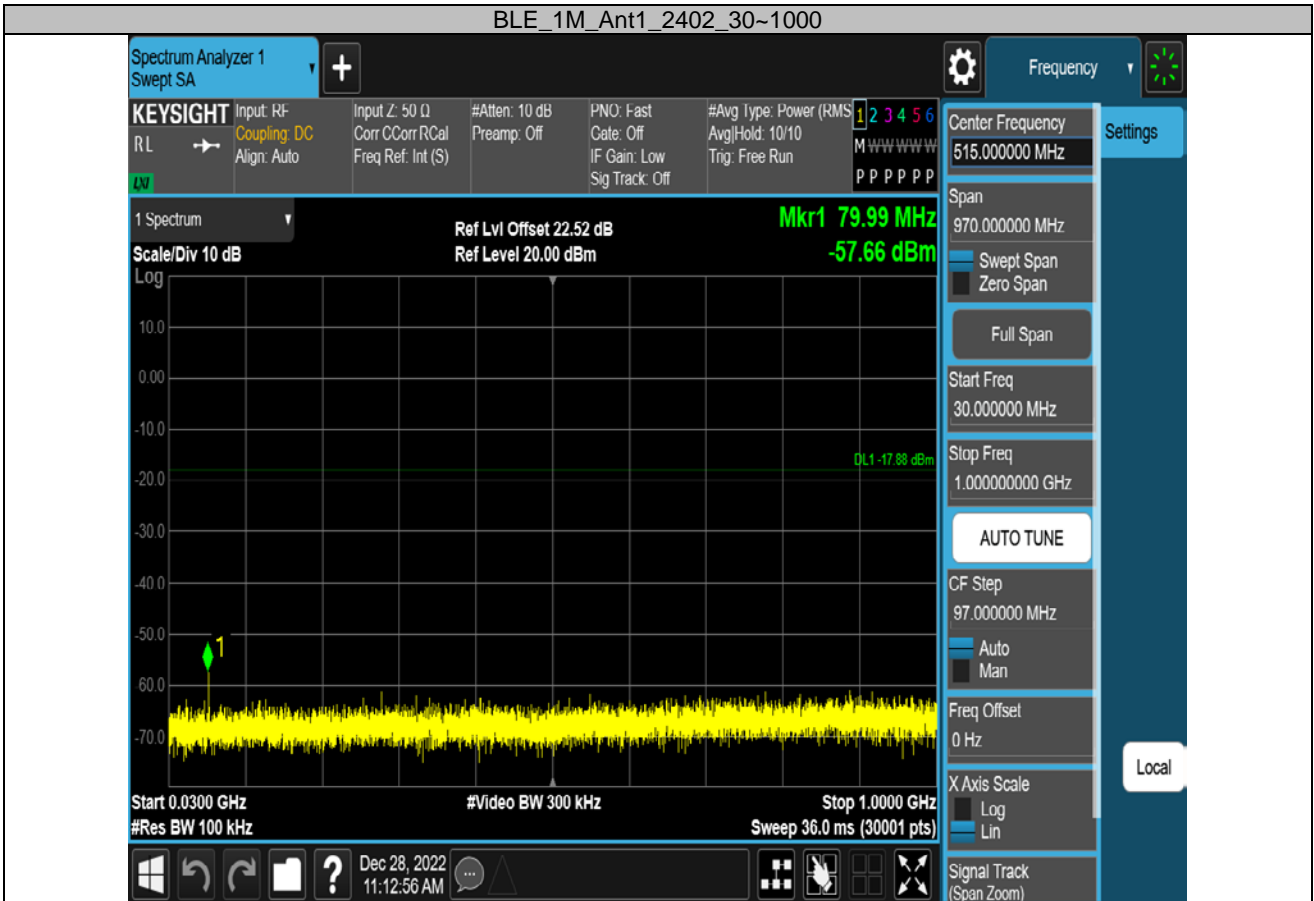 BLE_1M_Ant1_2402_30~1000
Spectrum Analyzer 1
Swept SA
+
Frequency
KEYSIGHT
RL
LXI
Input: RF
Coupling: DC
Align: Auto
Input Z: 50 Ω
Corr CCorr RCal
Freq Ref: Int (S)
#Atten: 10 dB
Preamp: Off
PNO: Fast
Gate: Off
IF Gain: Low
Sig Track: Off
#Avg Type: Power (RMS
Avg|Hold: 10/10
Trig: Free Run
1 2 3 4 5 6
M W W W W W
P P P P P P
1 Spectrum
Scale/Div 10 dB
Log
Ref Lvl Offset 22.52 dB
Ref Level 20.00 dBm
Mkr1 79.99 MHz
-57.66 dBm
10.0
0.00
-10.0
DL1 -17.88 dBm
-20.0
-30.0
-40.0
-50.0
1
-60.0
-70.0
Start 0.0300 GHz
#Res BW 100 kHz
#Video BW 300 kHz
Stop 1.0000 GHz
Sweep 36.0 ms (30001 pts)
Center Frequency
515.000000 MHz
Settings
Span
970.000000 MHz
Swept Span
Zero Span
Full Span
Start Freq
30.000000 MHz
Stop Freq
1.000000000 GHz
AUTO TUNE
CF Step
97.000000 MHz
Auto
Man
Freq Offset
0 Hz
X Axis Scale
Log
Lin
Local
Signal Track
(Span Zoom)
?
Dec 28, 2022
11:12:56 AM